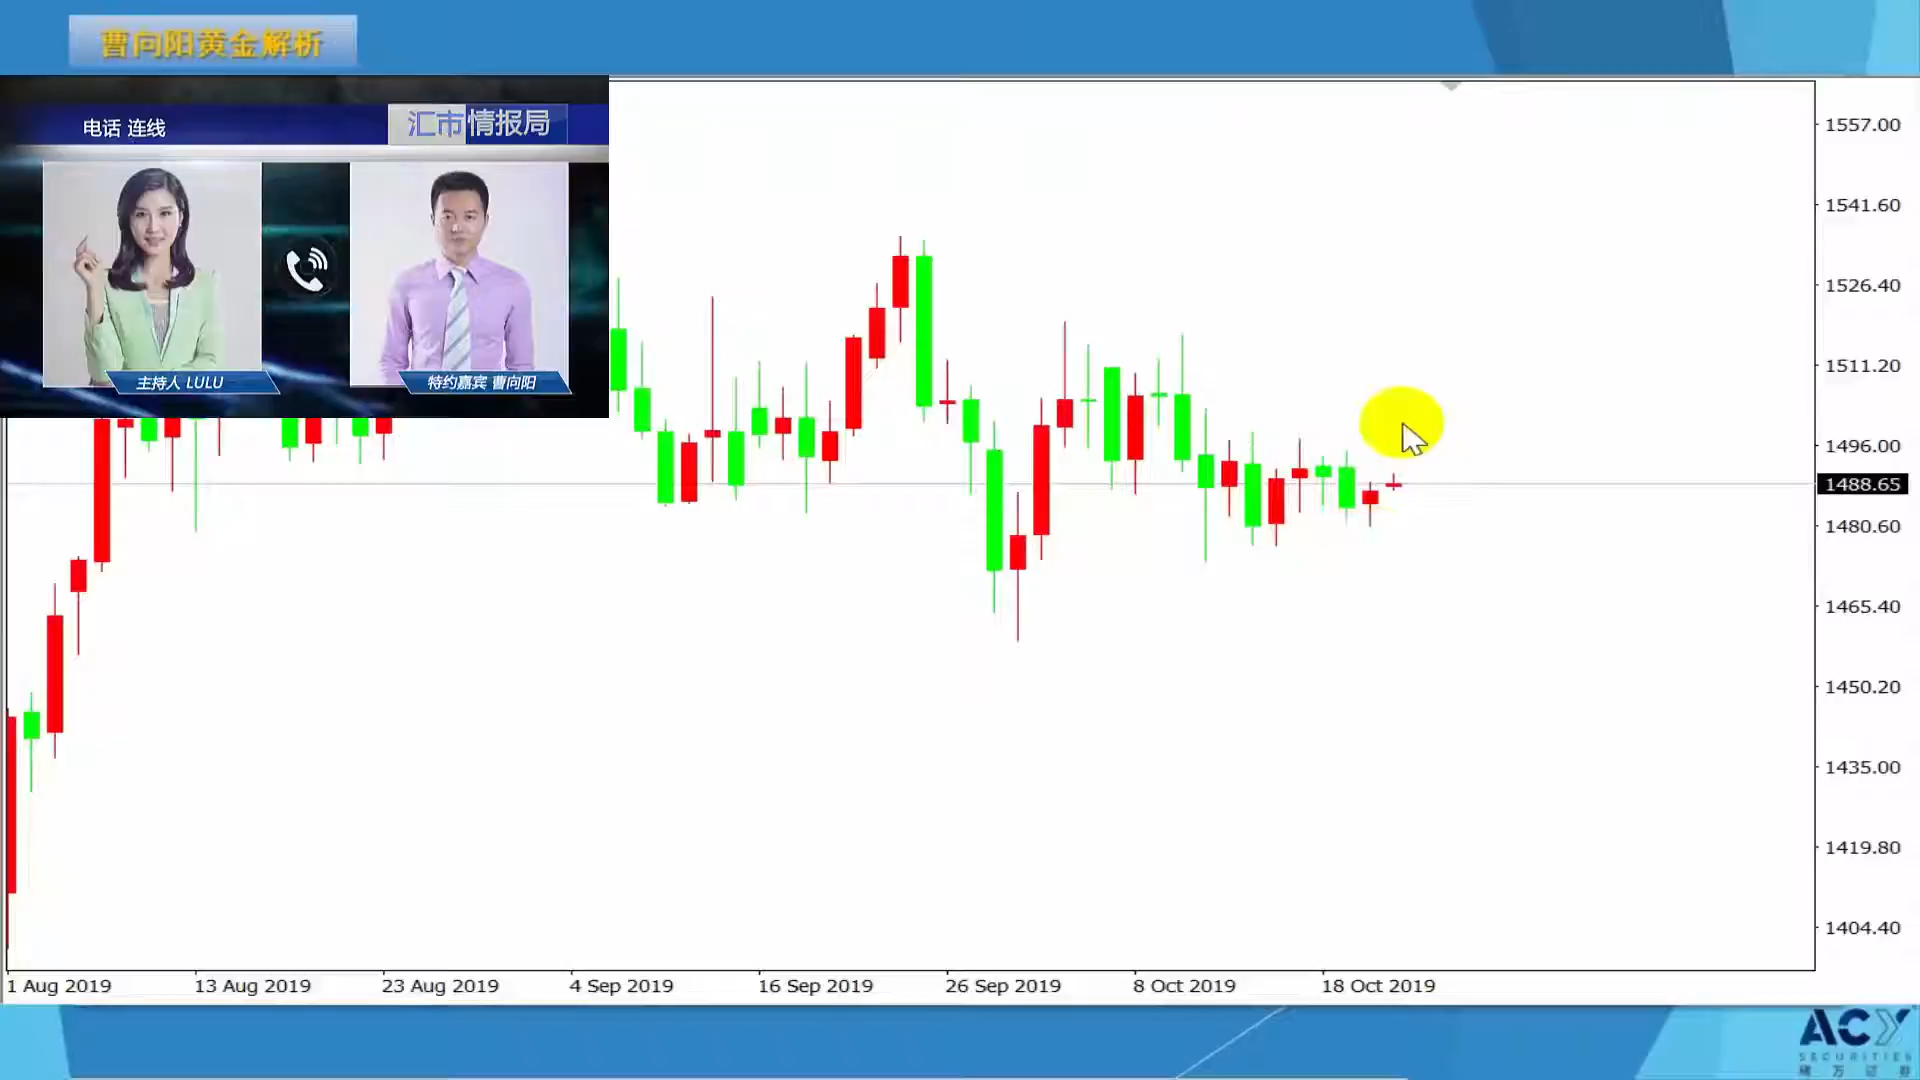 曹向阳黄金解析
电话 连线
汇市情报局
主持人 LULU
特约嘉宾 曹向阳
1557.00
1541.60
1526.40
1511.20
1496.00
1488.65
1480.60
1465.40
1450.20
1435.00
1419.80
1404.40
1 Aug 2019
13 Aug 2019
23 Aug 2019
4 Sep 2019
16 Sep 2019
26 Sep 2019
8 Oct 2019
18 Oct 2019
ACY
SECURITIES